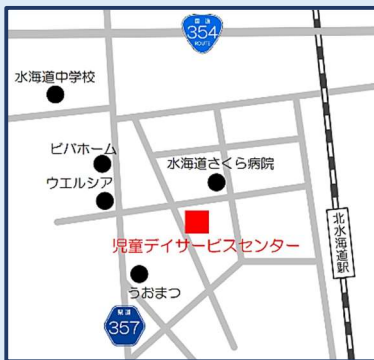 国道
354
ROUTE
水海道中学校
ビバホーム
水海道さくら病院
ウエルシア
北水海道駅
児童デイサービスセンター
うおまつ
県道
357